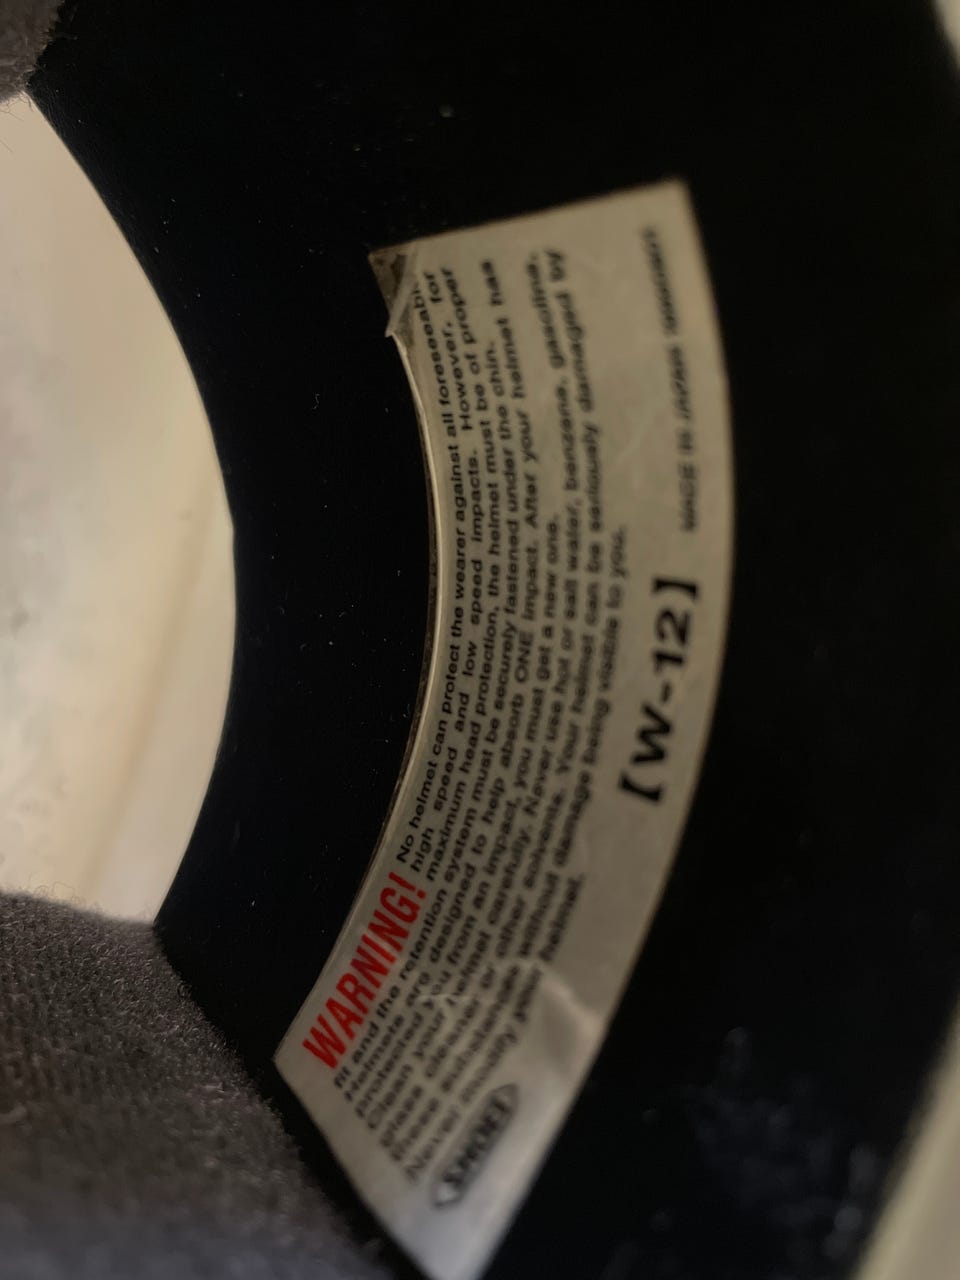 WARNING! No helmet can protect the wearer against all foreseeable
high speed and low speed impacts. However, for
maximum head protection, the helmet must be of proper
fit and the retention system must be securely fastened under the chin.
Helmets are designed to help absorb ONE impact. After your helmet has
protected you from an impact, you must get a new one.
Clean your helmet carefully. Never use hot or salt water, benzene, gasoline,
glass cleaner or other solvents. Your helmet can be seriously damaged by
these substances without damage being visible to you.
Never modify your helmet.
SHOEI [W-12] MADE IN JAPAN